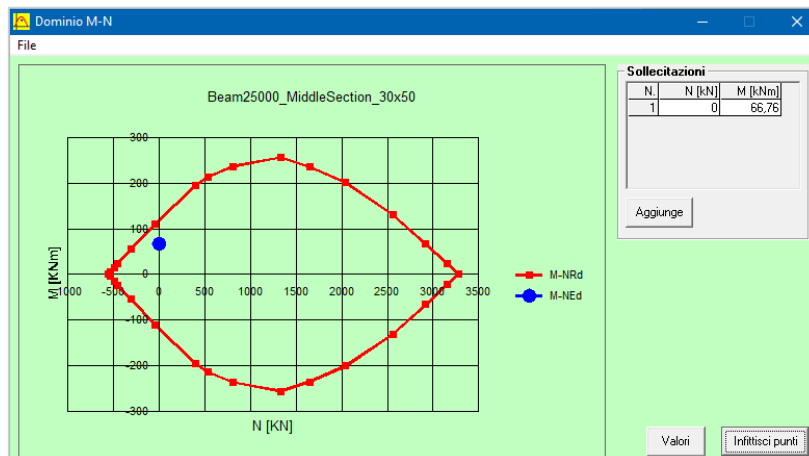 Dominio M-N
File
Beam25000_MiddleSection_30x50
300
200
100
0
-100
-200
-300
M [KNm]
-1000 -500 0 500 1000 1500 2000 2500 3000 3500
N [KN]
M-NRd
M-NEd
Sollecitazioni
N. N [kN] M [kNm]
1 0 66,76
Aggiunge
Valori
Infittisci punti